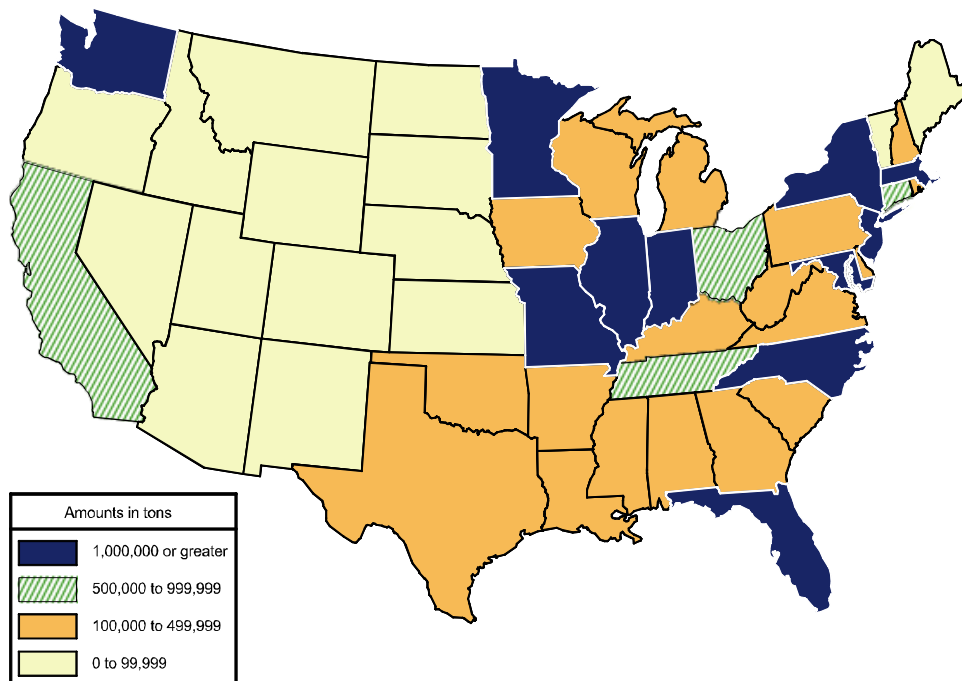 Amounts in tons
1,000,000 or greater
500,000 to 999,999
100,000 to 499,999
0 to 99,999